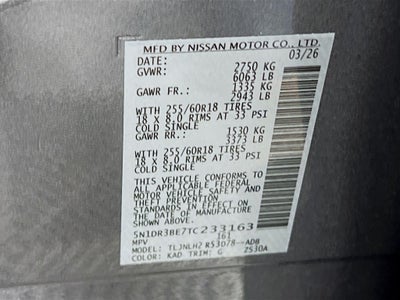 MFD BY NISSAN MOTOR CO., LTD.
DATE: 03/26
GVWR: 2750 KG
6063 LB
GAWR FR.: 1335 KG
2943 LB
WITH 255/60R18 TIRES
18 x 8.0 RIMS AT 33 PSI
COLD SINGLE
GAWR RR.: 1530 KG
3373 LB
WITH 255/60R18 TIRES
18 x 8.0 RIMS AT 33 PSI
COLD SINGLE
THIS VEHICLE CONFORMS TO
ALL APPLICABLE FEDERAL
MOTOR VEHICLE SAFETY AND
THEFT PREVENTION STANDARDS
IN EFFECT ON THE DATE OF
MANUFACTURE SHOWN ABOVE.
5N1DR3BE7TC233163
MPV 161
MODEL: TLJNLHZ R53D78--ADB
COLOR: KAD TRIM: G ZS30A